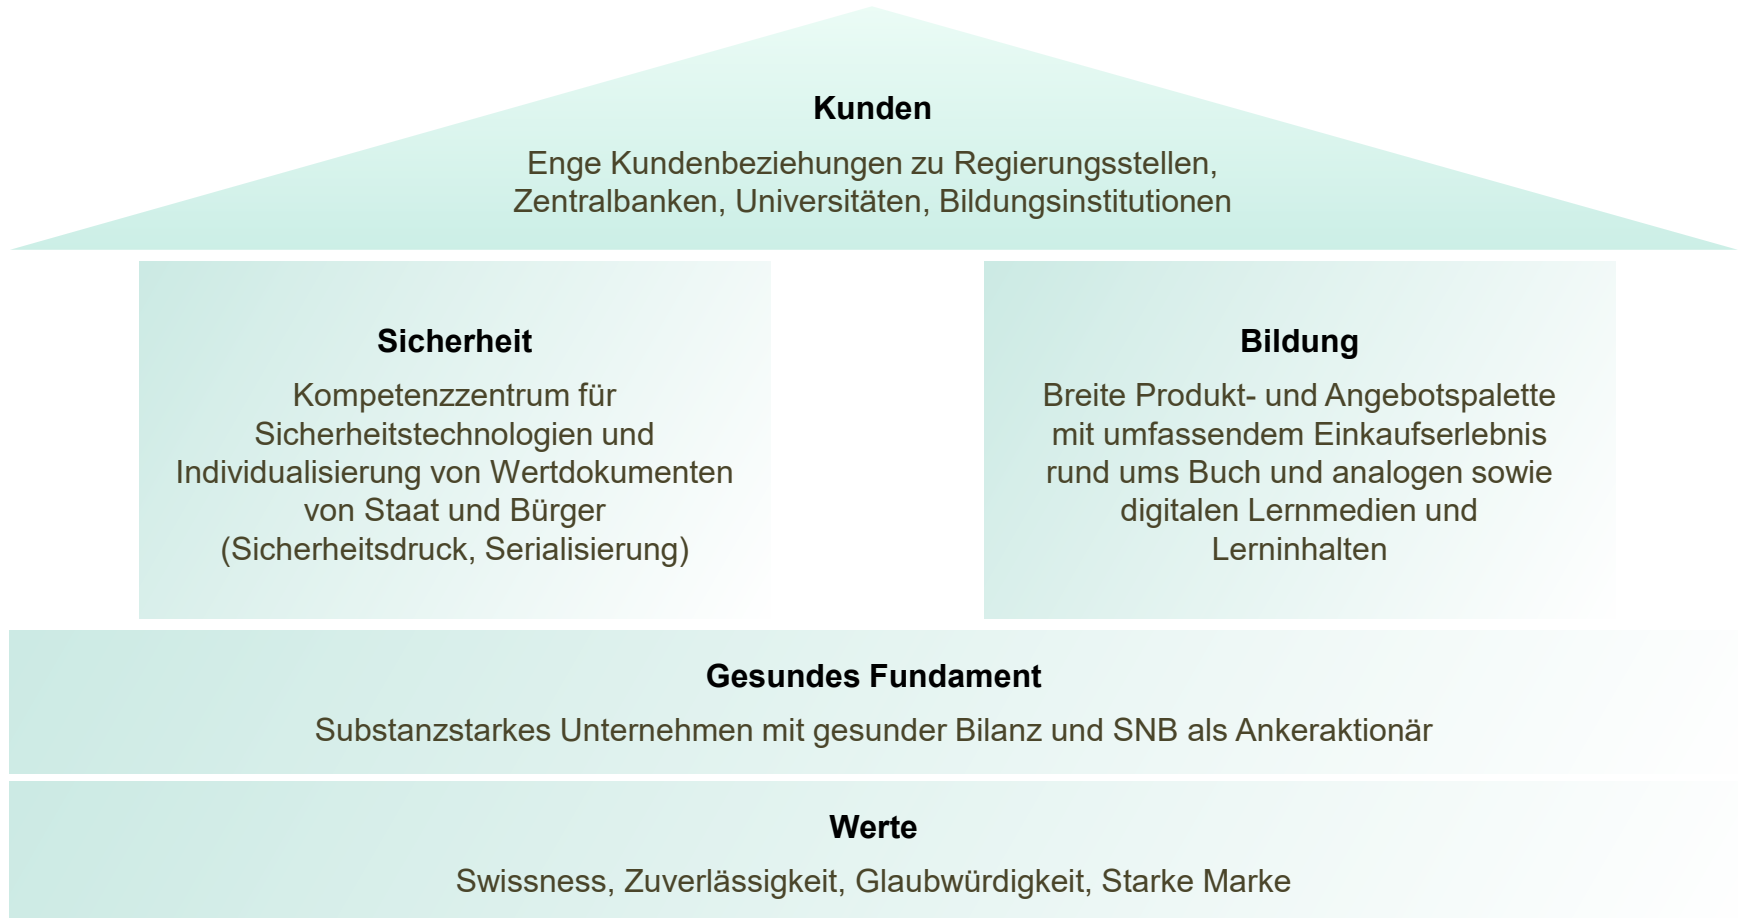 Kunden
Enge Kundenbeziehungen zu Regierungsstellen,
Zentralbanken, Universitäten, Bildungsinstitutionen
Sicherheit
Kompetenzzentrum für
Sicherheitstechnologien und
Individualisierung von Wertdokumenten
von Staat und Bürger
(Sicherheitsdruck, Serialisierung)
Bildung
Breite Produkt- und Angebotspalette
mit umfassendem Einkaufserlebnis
rund ums Buch und analogen sowie
digitalen Lernmedien und
Lerninhalten
Gesundes Fundament
Substanzstarkes Unternehmen mit gesunder Bilanz und SNB als Ankeraktionär
Werte
Swissness, Zuverlässigkeit, Glaubwürdigkeit, Starke Marke